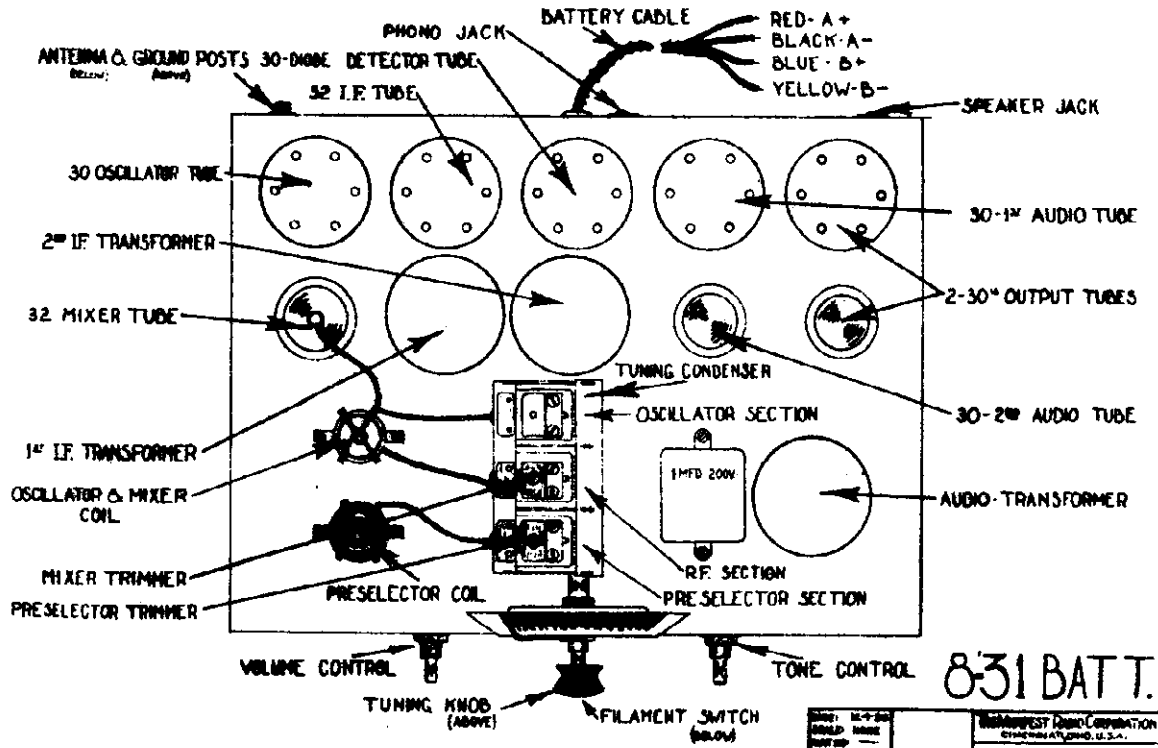 BATTERY CABLE
RED-A+
BLACK-A-
BLUE-B+
YELLOW-B-
PHONO JACK
ANTENNA & GROUND POSTS
(BELOW) (ABOVE)
30-DIODE DETECTOR TUBE
32 I.F. TUBE
SPEAKER JACK
30 OSCILLATOR TUBE
30-1ST AUDIO TUBE
2ND I.F. TRANSFORMER
2-30'S OUTPUT TUBES
32 MIXER TUBE
TUNING CONDENSER
OSCILLATOR SECTION
30-2ND AUDIO TUBE
1ST I.F. TRANSFORMER
1 MFD 200V.
OSCILLATOR & MIXER
COIL
AUDIO-TRANSFORMER
MIXER TRIMMER
R.F. SECTION
PRESELECTOR COIL
PRESELECTOR SECTION
PRESELECTOR TRIMMER
VOLUME CONTROL
TONE CONTROL
TUNING KNOB
(ABOVE)
FILAMENT SWITCH
(BELOW)
8-31 BATT.
MIDWEST RADIO CORPORATION
CINCINNATI, OHIO, U.S.A.